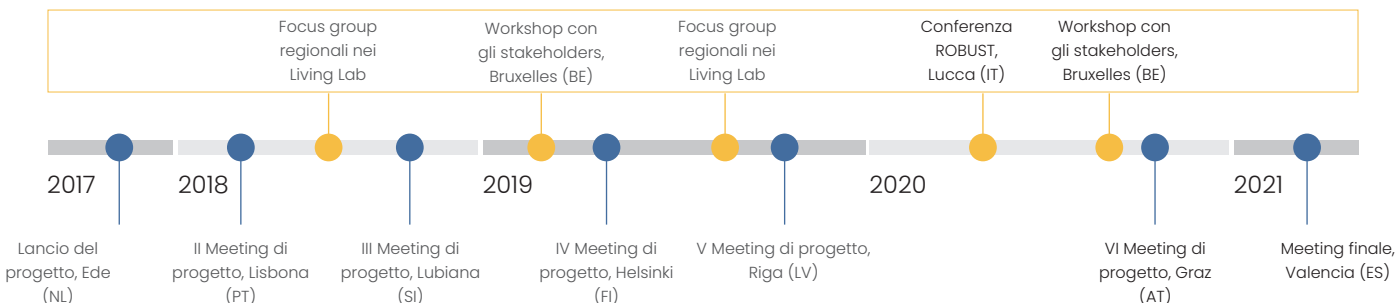 Focus group
regionali nei
Living Lab
Workshop con
gli stakeholders,
Bruxelles (BE)
Focus group
regionali nei
Living Lab
Conferenza
ROBUST,
Lucca (IT)
Workshop con
gli stakeholders,
Bruxelles (BE)
2017
2018
2019
2020
2021
Lancio del
progetto, Ede
(NL)
II Meeting di
progetto, Lisbona
(PT)
III Meeting di
progetto, Lubiana
(SI)
IV Meeting di
progetto, Helsinki
(FI)
V Meeting di progetto,
Riga (LV)
VI Meeting di
progetto, Graz
(AT)
Meeting finale,
Valencia (ES)